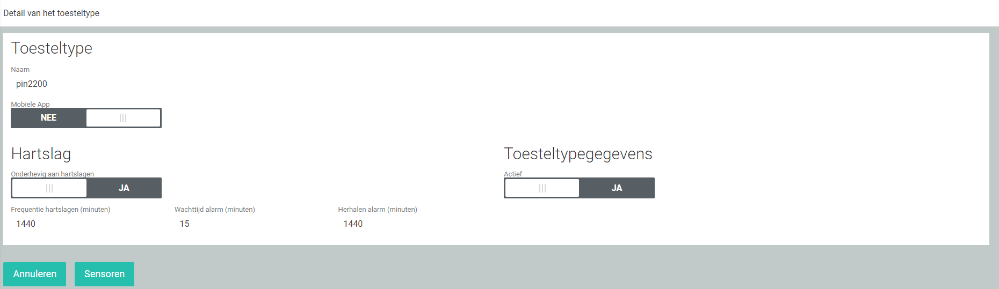 Detail van het toesteltype
Toesteltype
Naam
pin2200
Mobiele App
NEE
Hartslag
Onderhevig aan hartslagen
JA
Frequentie hartslagen (minuten)
1440
Wachttijd alarm (minuten)
15
Herhalen alarm (minuten)
1440
Toesteltypegegevens
Actief
JA
Annuleren
Sensoren